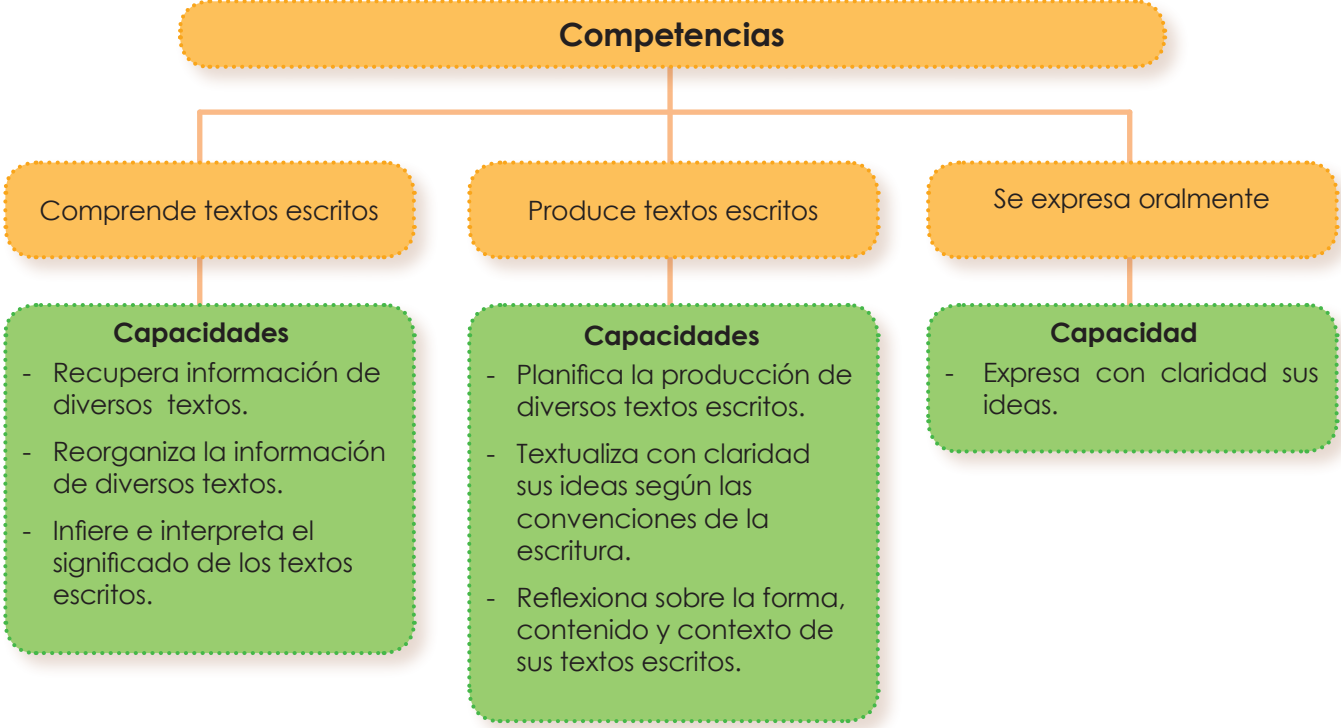 Competencias
Comprende textos escritos
Capacidades
- Recupera información de
diversos textos.
- Reorganiza la información
de diversos textos.
- Infiere e interpreta el
significado de los textos
escritos.
Produce textos escritos
Capacidades
- Planifica la producción de
diversos textos escritos.
- Textualiza con claridad
sus ideas según las
convenciones de la
escritura.
- Reflexiona sobre la forma,
contenido y contexto de
sus textos escritos.
Se expresa oralmente
Capacidad
- Expresa con claridad sus
ideas.